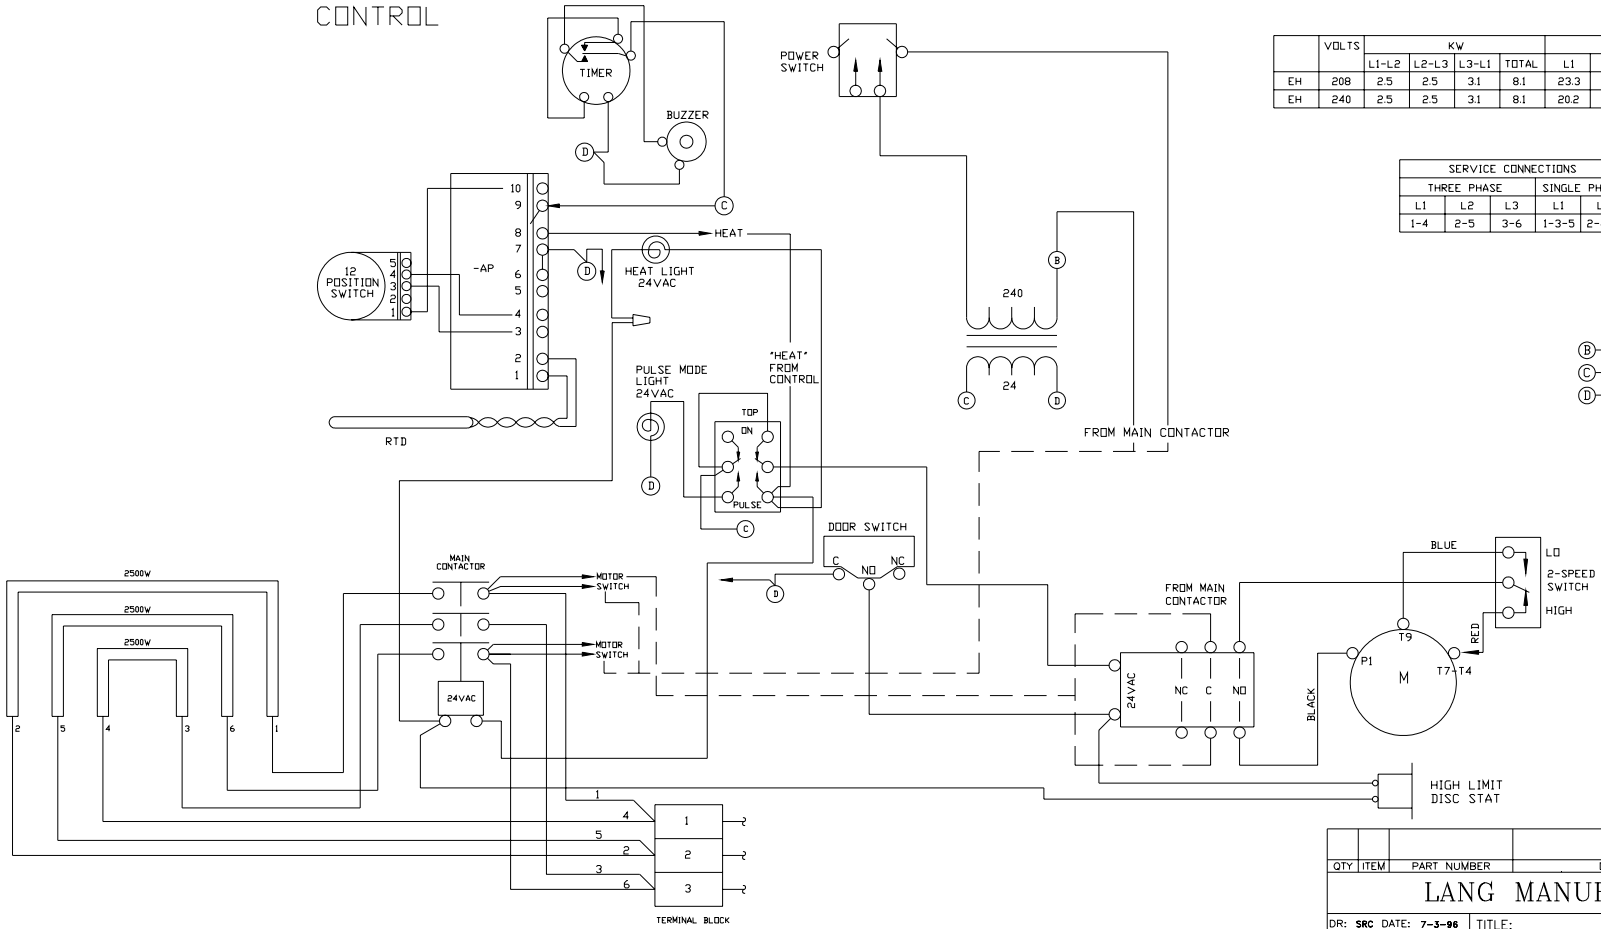 CONTROL
TIMER
BUZZER
D
C
POWER
SWITCH
VOLTS KW
L1-L2 L2-L3 L3-L1 TOTAL L1
EH 208 2.5 2.5 3.1 8.1 23.3
EH 240 2.5 2.5 3.1 8.1 20.2
SERVICE CONNECTIONS
THREE PHASE SINGLE PH
L1 L2 L3 L1 L
1-4 2-5 3-6 1-3-5 2-
10
9
8
7
6
5
4
3
2
1
-AP
HEAT
D
HEAT LIGHT
24VAC
12
POSITION
SWITCH
5
4
3
2
1
RTD
PULSE MODE
LIGHT
24VAC
D
"HEAT"
FROM
CONTROL
TOP
ON
PULSE
C
B
240
24
C D
FROM MAIN CONTACTOR
B
C
D
DOOR SWITCH
C NO NC
D
MAIN
CONTACTOR
MOTOR
SWITCH
MOTOR
SWITCH
24VAC
2500W
2500W
2500W
2 5 4 3 6 1
FROM MAIN
CONTACTOR
24VAC
NC C NO
BLUE
LO
2-SPEED
SWITCH
HIGH
RED
BLACK
T9
P1
M
T7-T4
HIGH LIMIT
DISC STAT
1
4
5
2
3
6
1
2
3
TERMINAL BLOCK
QTY ITEM PART NUMBER
LANG MANUF
DR: SRC DATE: 7-3-96 TITLE: